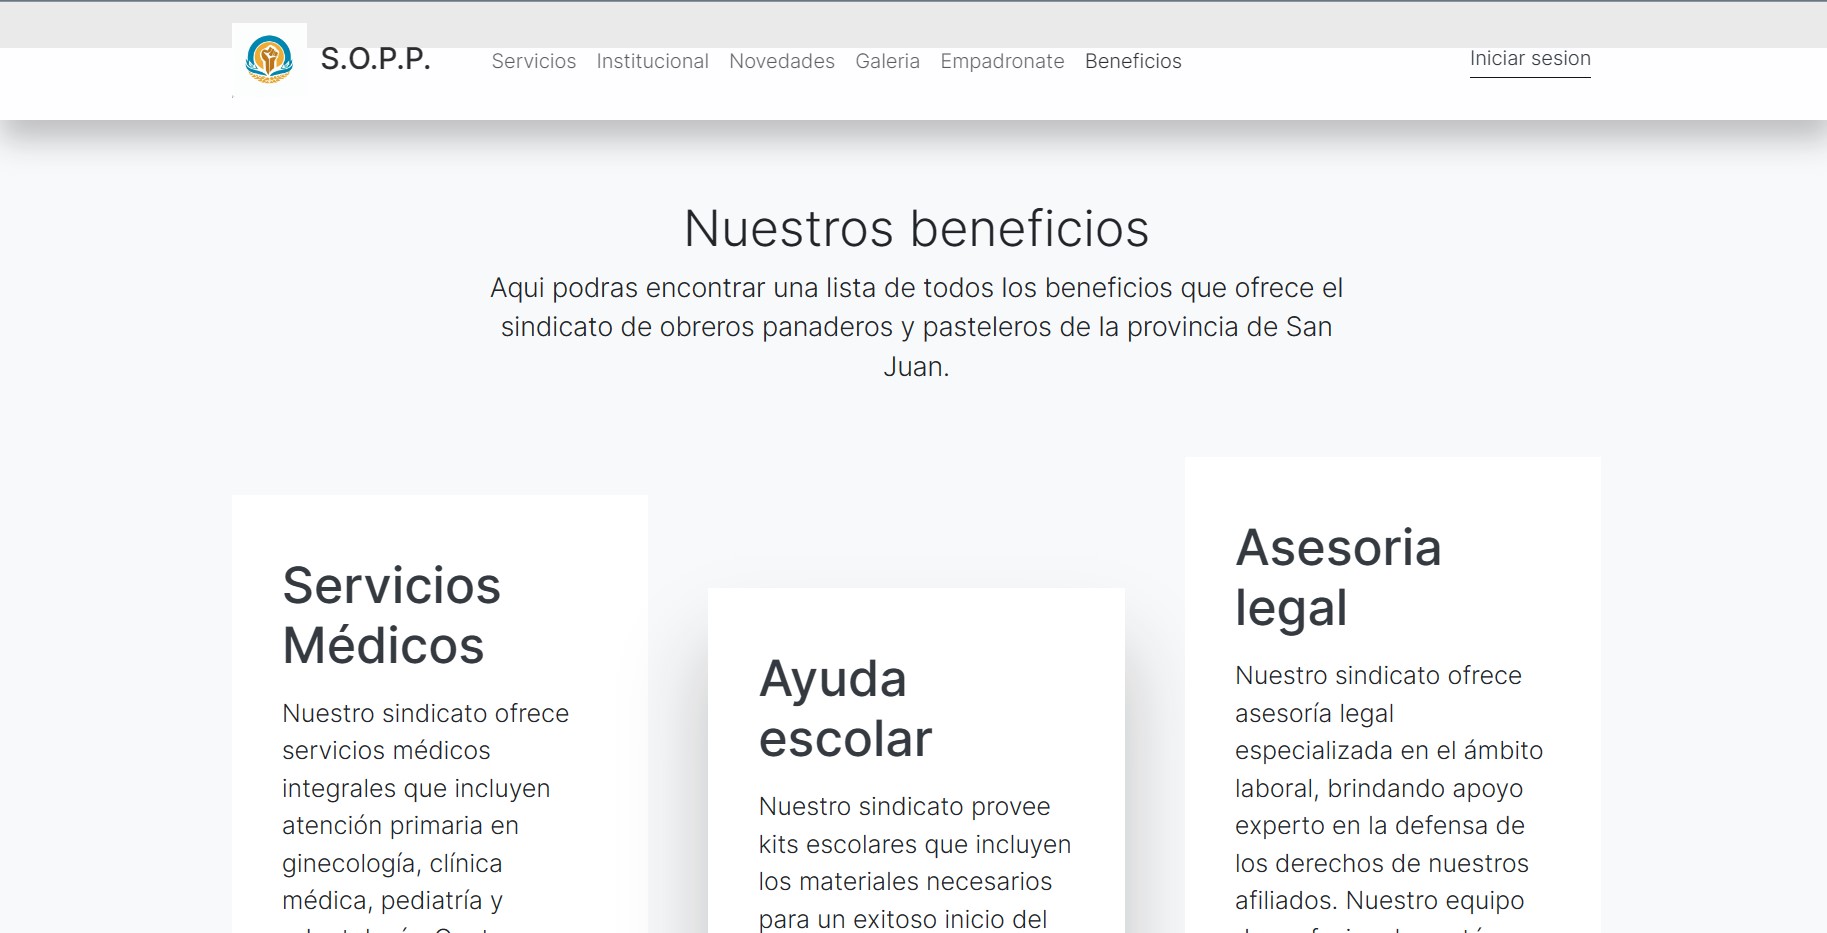 S.O.P.P.
Servicios Institucional Novedades Galeria Empadronate Beneficios
Iniciar sesion
Nuestros beneficios
Aqui podras encontrar una lista de todos los beneficios que ofrece el
sindicato de obreros panaderos y pasteleros de la provincia de San
Juan.
Servicios
Médicos
Nuestro sindicato ofrece
servicios médicos
integrales que incluyen
atención primaria en
ginecología, clínica
médica, pediatría y
Ayuda
escolar
Nuestro sindicato provee
kits escolares que incluyen
los materiales necesarios
para un exitoso inicio del
Asesoria
legal
Nuestro sindicato ofrece
asesoría legal
especializada en el ámbito
laboral, brindando apoyo
experto en la defensa de
los derechos de nuestros
afiliados. Nuestro equipo